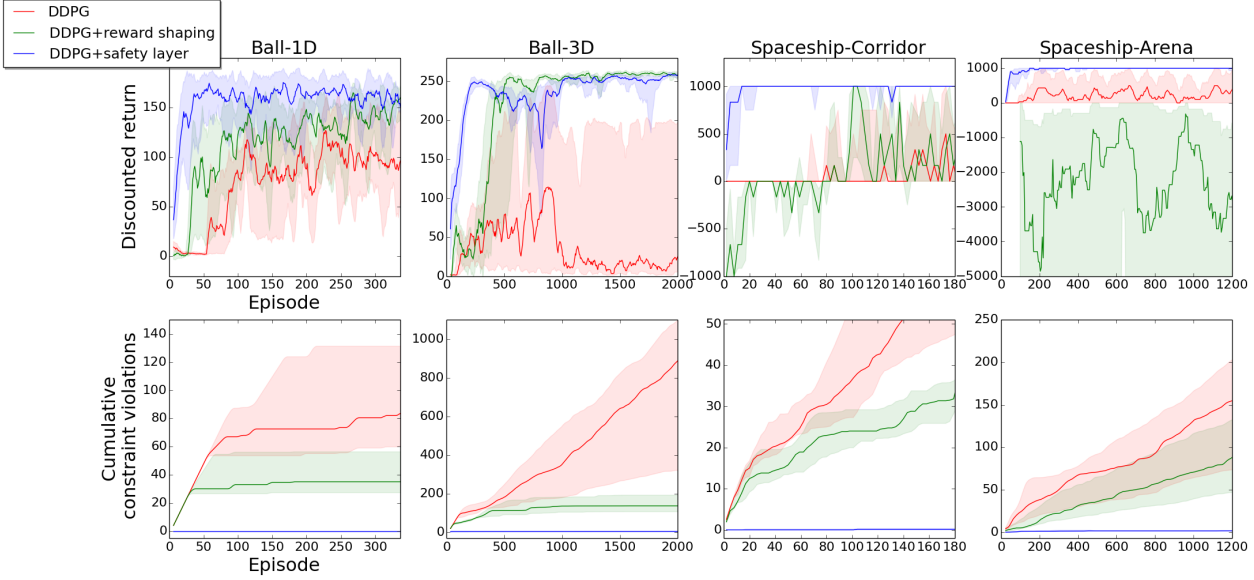 DDPG
DDPG+reward shaping
DDPG+safety layer
Ball-1D
Ball-3D
Spaceship-Corridor
Spaceship-Arena
Discounted return
150
100
50
0
0 50 100 150 200 250 300
Episode
250
200
150
100
50
0
0 500 1000 1500 2000
1000
500
0
−500
−1000
0 20 40 60 80 100 120 140 160 180
1000
0
−1000
−2000
−3000
−4000
−5000
0 200 400 600 800 1000 1200
Cumulative
constraint violations
140
120
100
80
60
40
20
0
0 50 100 150 200 250 300
Episode
1000
800
600
400
200
0
0 500 1000 1500 2000
50
40
30
20
10
0
0 20 40 60 80 100 120 140 160 180
250
200
150
100
50
0
0 200 400 600 800 1000 1200